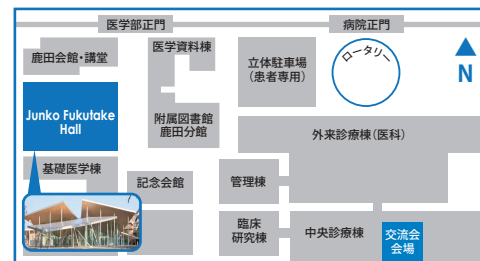 医学部正門
病院正門
鹿田会館・講堂
医学資料棟
立体駐車場
(患者専用)
ロータリー
N
Junko Fukutake
Hall
附属図書館
鹿田分館
外来診療棟(医科)
基礎医学棟
記念会館
管理棟
臨床
研究棟
中央診療棟
交流会
会場